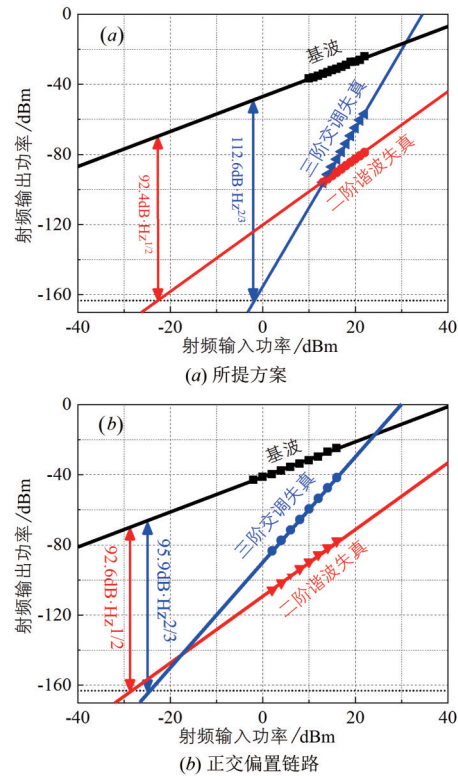 (a)
0
-40
-80
-120
-160
射频输出功率/dBm
基波
三阶交调失真
二阶谐波失真
92.4dB·Hz^{1/2}
112.6dB·Hz^{2/3}
-40 -20 0 20 40
射频输入功率/dBm
(a) 所提方案
(b)
0
-40
-80
-120
-160
射频输出功率/dBm
基波
三阶交调失真
二阶谐波失真
92.6dB·Hz^{1/2}
95.9dB·Hz^{2/3}
-40 -20 0 20 40
射频输入功率/dBm
(b) 正交偏置链路